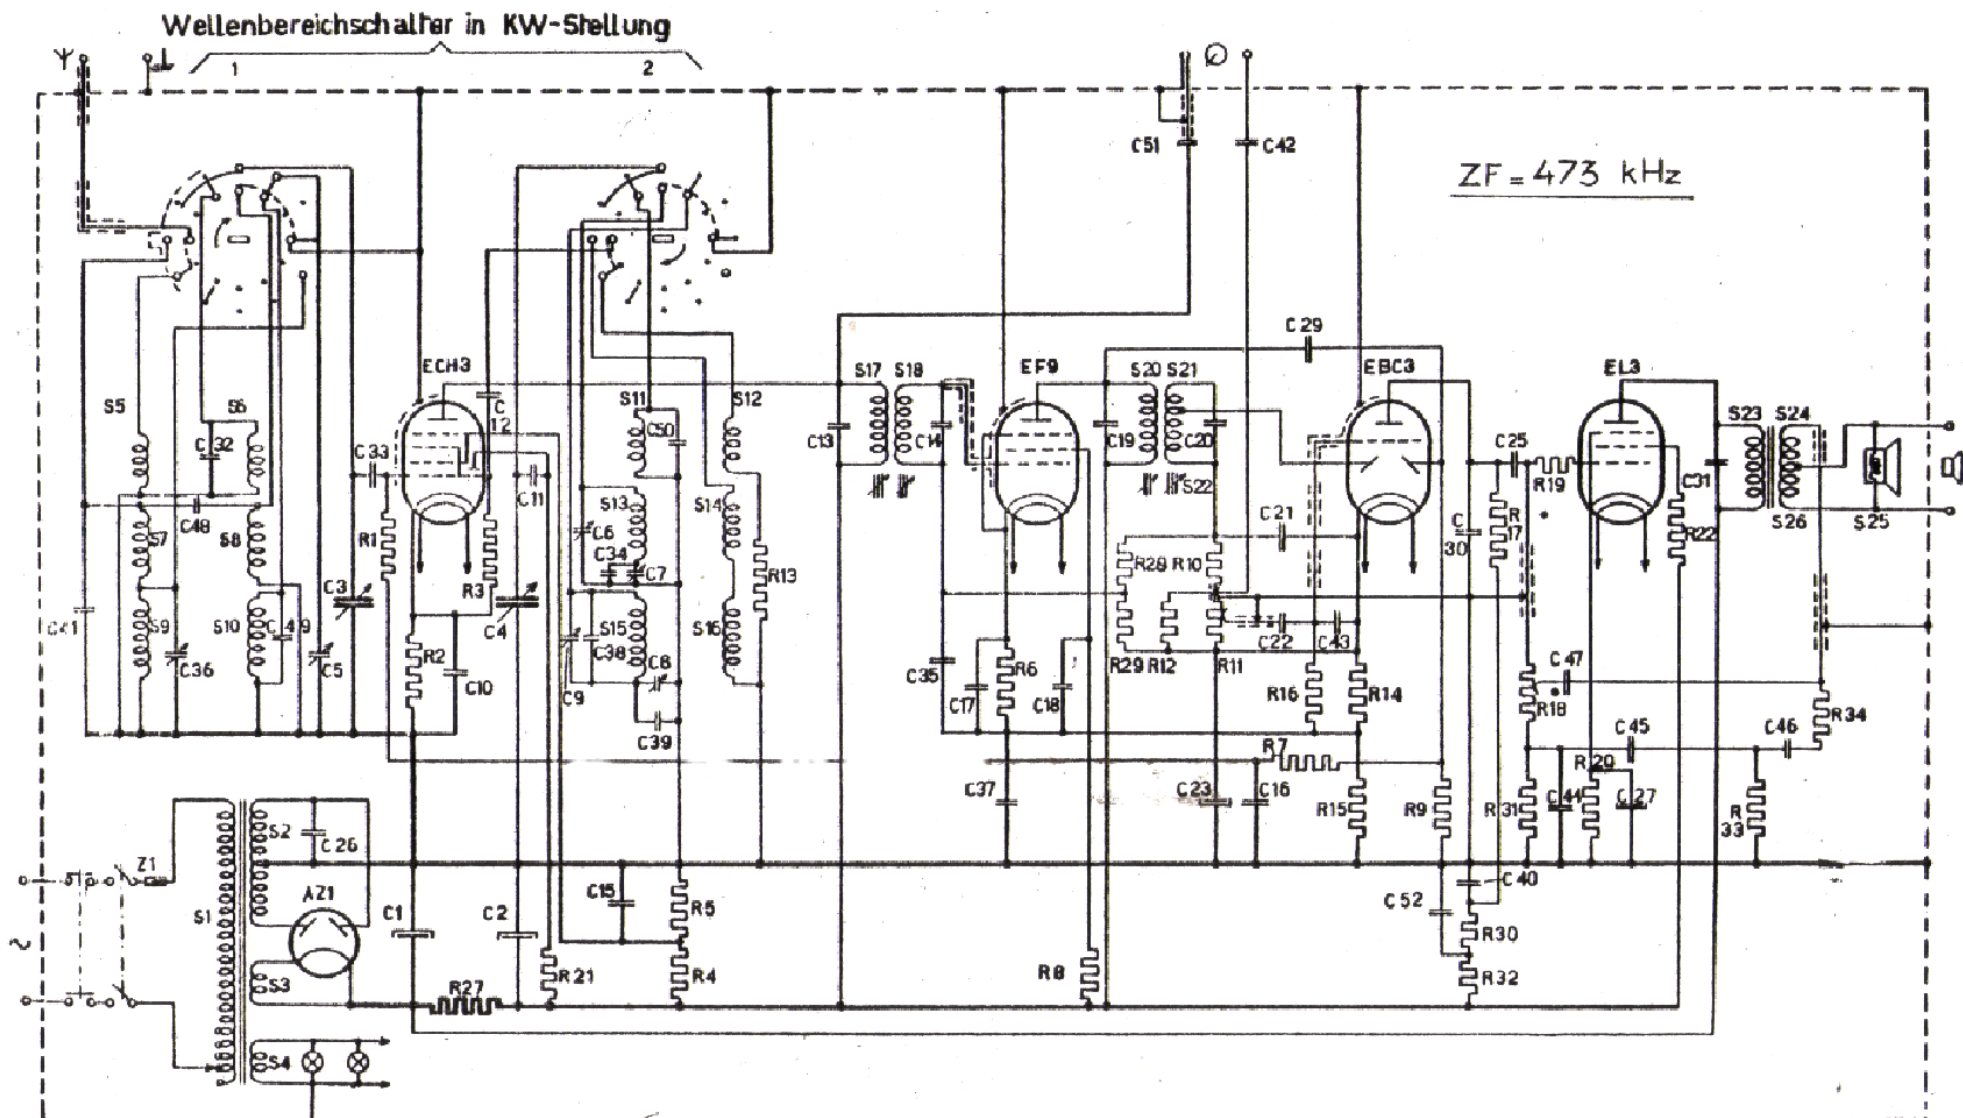 Wellenbereichschalter in KW-Stellung
1 2
C51 C42
ZF = 473 kHz
C29
ECH3 S17 S18 EF9 S20 S21 EBC3 EL3
S5 S6 C12 S11 S12 S23 S24
C32 C33 C50 C13 C14 C19 C20 C25 C31
C11 S22 R19
C48 S13 S14 C21 C30 R17 R22 S26 S25
S7 S8 R1 C6
C34 C7 R13 R28 R10
C3 R3
C41 S9 S10 C49 C4 S15 S16 C22 C43
C36 C5 R2 C10 C38 C8 C35 R6 R29 R12 R11 C47
C9 C17 C18 R16 R14 R18 R34
C39 R7 C45 C46
C37 C23 C16 R15 R9 R31 C44 R20 C27 R33
S2 C26
Z1 AZ1 C15 C40
S1 C1 C2 R5 C52
R30
S3 R27 R21 R4 R8 R32
S4